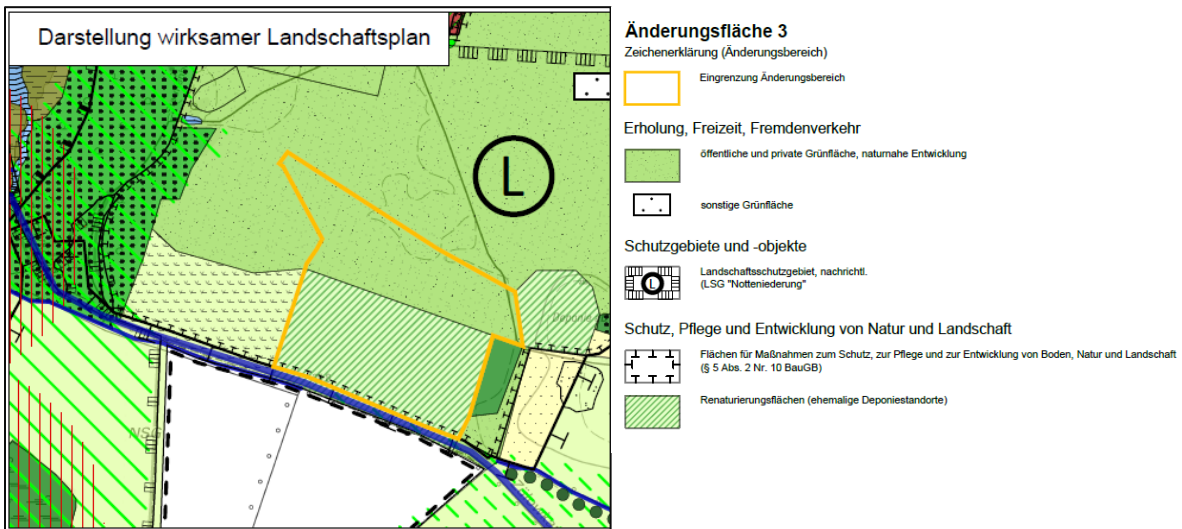 Darstellung wirksamer Landschaftsplan
L
Deponie
NSG
Änderungsfläche 3
Zeichenerklärung (Änderungsbereich)
Eingrenzung Änderungsbereich
Erholung, Freizeit, Fremdenverkehr
öffentliche und private Grünfläche, naturnahe Entwicklung
sonstige Grünfläche
Schutzgebiete und -objekte
L
Landschaftsschutzgebiet, nachrichtl.
(LSG "Notteniederung"
Schutz, Pflege und Entwicklung von Natur und Landschaft
Flächen für Maßnahmen zum Schutz, zur Pflege und zur Entwicklung von Boden, Natur und Landschaft
(§ 5 Abs. 2 Nr. 10 BauGB)
Renaturierungsflächen (ehemalige Deponiestandorte)